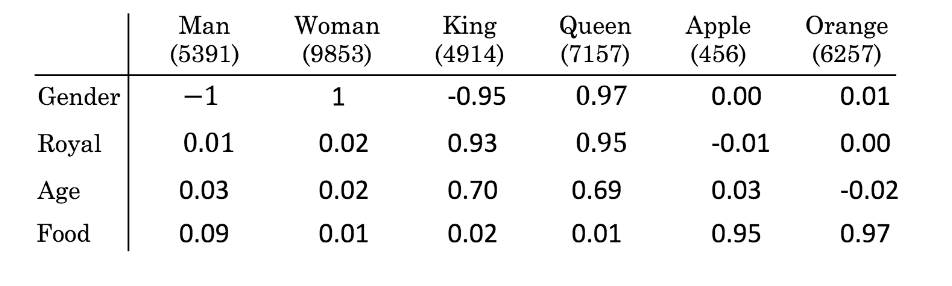 Man Woman King Queen Apple Orange
(5391) (9853) (4914) (7157) (456) (6257)
Gender −1 1 -0.95 0.97 0.00 0.01
Royal 0.01 0.02 0.93 0.95 -0.01 0.00
Age 0.03 0.02 0.70 0.69 0.03 -0.02
Food 0.09 0.01 0.02 0.01 0.95 0.97